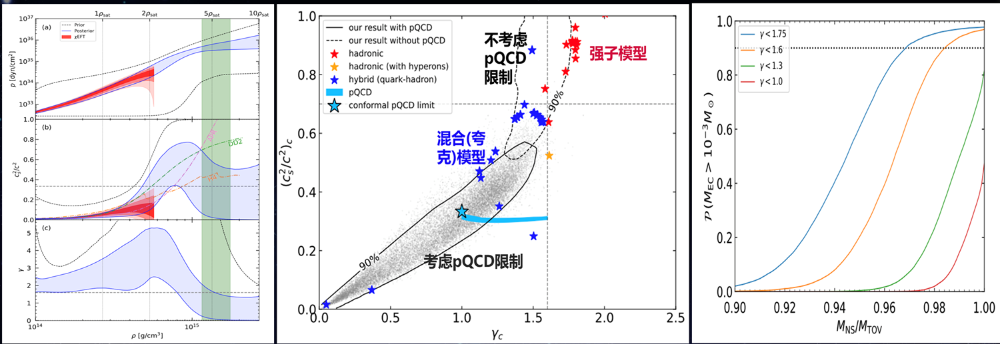 1ρsat 2ρsat 5ρsat 10ρsat
10³⁷
(a)
Prior
Posterior
χEFT
10³⁶
10³⁵
10³⁴
10³³
p [dyn/cm²]
1.0
(b)
0.8
0.6
0.4
0.2
0.0
cₛ²/c²
DD2
H4?
(c)
5
4
3
2
1
0
γ
10¹⁴ 10¹⁵
ρ [g/cm³]
our result with pQCD
our result without pQCD
hadronic
hadronic (with hyperons)
hybrid (quark-hadron)
pQCD
conformal pQCD limit
不考虑
pQCD
限制
强子模型
90%
混合(夸
克)模型
90%
考虑pQCD限制
1.0
0.8
0.6
0.4
0.2
0.0
(cₛ²/c²)c
0.0 0.5 1.0 1.5 2.0 2.5
γc
γ < 1.75
γ < 1.6
γ < 1.3
γ < 1.0
1.0
0.8
0.6
0.4
0.2
0.0
𝒫(MEC > 10⁻³M⊙)
0.90 0.92 0.94 0.96 0.98 1.00
MNS/MTOV